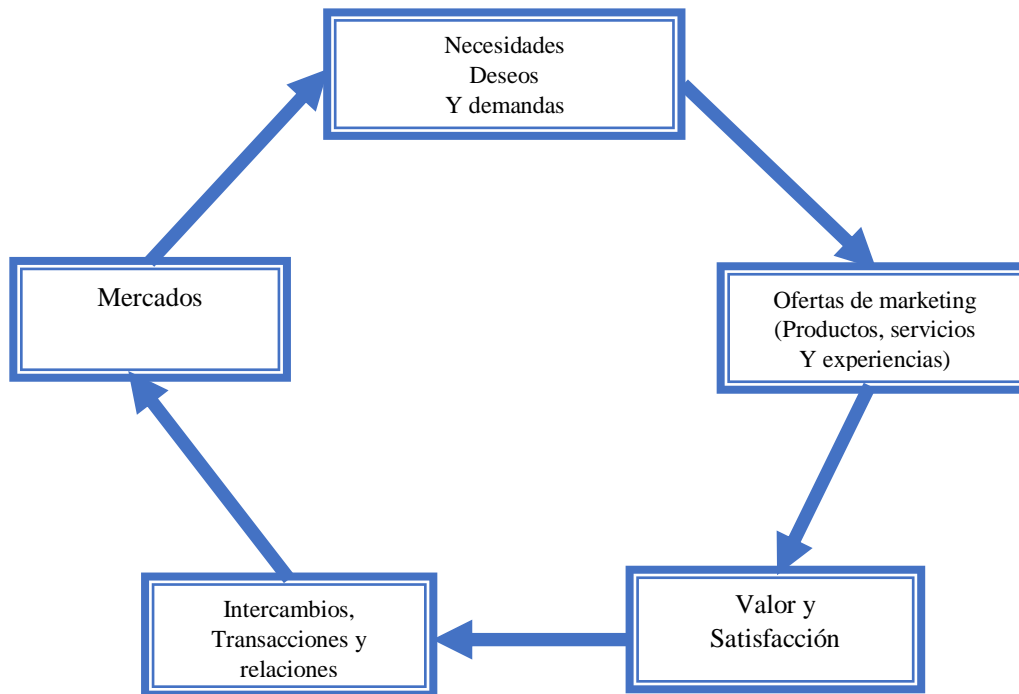 Necesidades
Deseos
Y demandas
Mercados
Ofertas de marketing
(Productos, servicios
Y experiencias)
Intercambios,
Transacciones y
relaciones
Valor y
Satisfacción